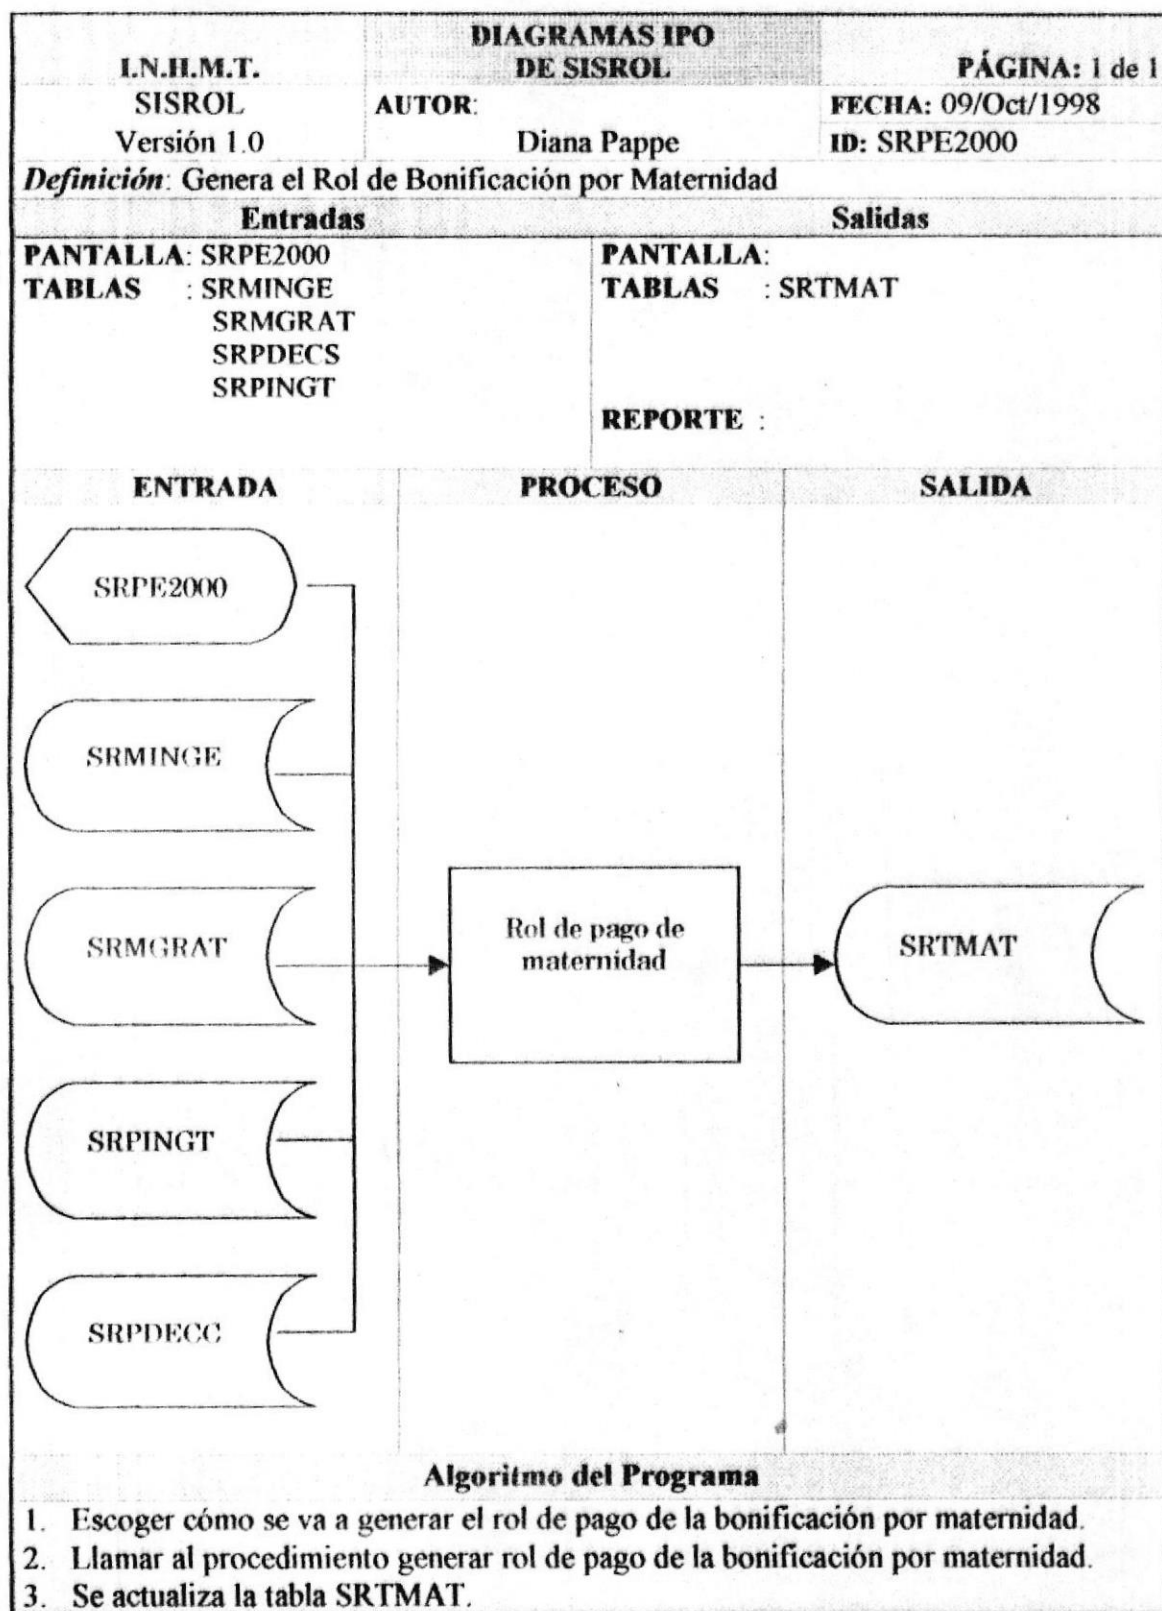 DIAGRAMAS IPO
I.N.H.M.T. DE SISROL PÁGINA: 1 de 1
SISROL AUTOR: FECHA: 09/Oct/1998
Versión 1.0 Diana Pappe ID: SRPE2000
Definición: Genera el Rol de Bonificación por Maternidad
Entradas Salidas
PANTALLA: SRPE2000 PANTALLA:
TABLAS : SRMINGE TABLAS : SRTMAT
SRMGRAT
SRPDECS
SRPINGT
REPORTE :
ENTRADA PROCESO SALIDA
SRPE2000
SRMINGE
SRMGRAT
Rol de pago de
maternidad
SRTMAT
SRPINGT
SRPDECC
Algoritmo del Programa
1. Escoger cómo se va a generar el rol de pago de la bonificación por maternidad.
2. Llamar al procedimiento generar rol de pago de la bonificación por maternidad.
3. Se actualiza la tabla SRTMAT.